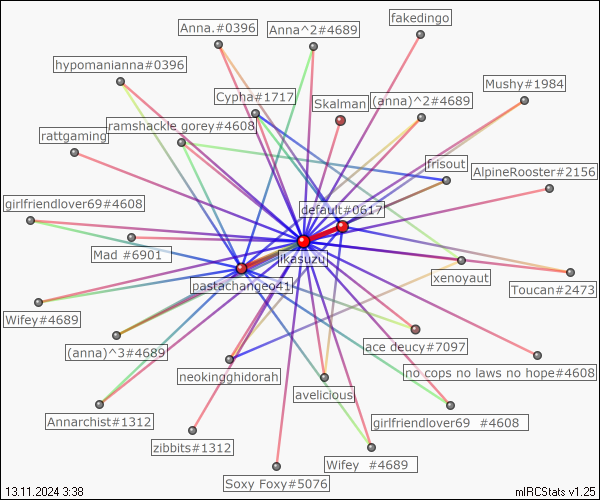 fakedingo
Anna.#0396
Anna^2#4689
hypomanianna#0396
Mushy#1984
Cypha#1717
(anna)^2#4689
Skalman
ramshackle gorey#4608
rattgaming
frisout
AlpineRooster#2156
girlfriendlover69#4608
default#0617
Mad #6901
ikasuzu
xenoyaut
pastachangeo41
Toucan#2473
Wifey#4689
(anna)^3#4689
ace deucy#7097
no cops no laws no hope#4608
neokingghidorah
avelicious
Annarchist#1312
girlfriendlover69 #4608
zibbits#1312
Wifey #4689
Soxy Foxy#5076
13.11.2024 3:38
mIRCStats v1.25